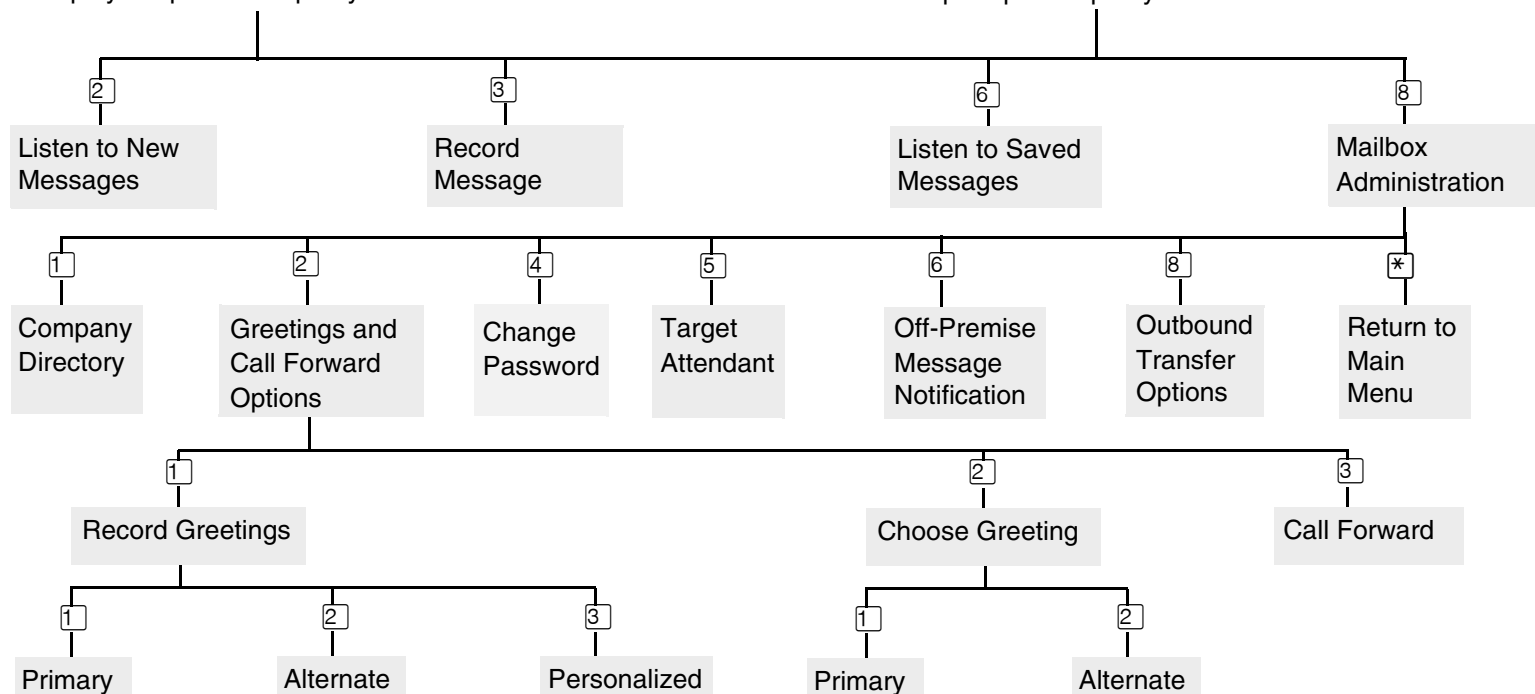 2
3
6
8
Listen to New
Messages
Record
Message
Listen to Saved
Messages
Mailbox
Administration
1
2
4
5
6
8
*
Company
Directory
Greetings and
Call Forward
Options
Change
Password
Target
Attendant
Off-Premise
Message
Notification
Outbound
Transfer
Options
Return to
Main
Menu
1
2
3
Record Greetings
Choose Greeting
Call Forward
1
2
3
1
2
Primary
Alternate
Personalized
Primary
Alternate